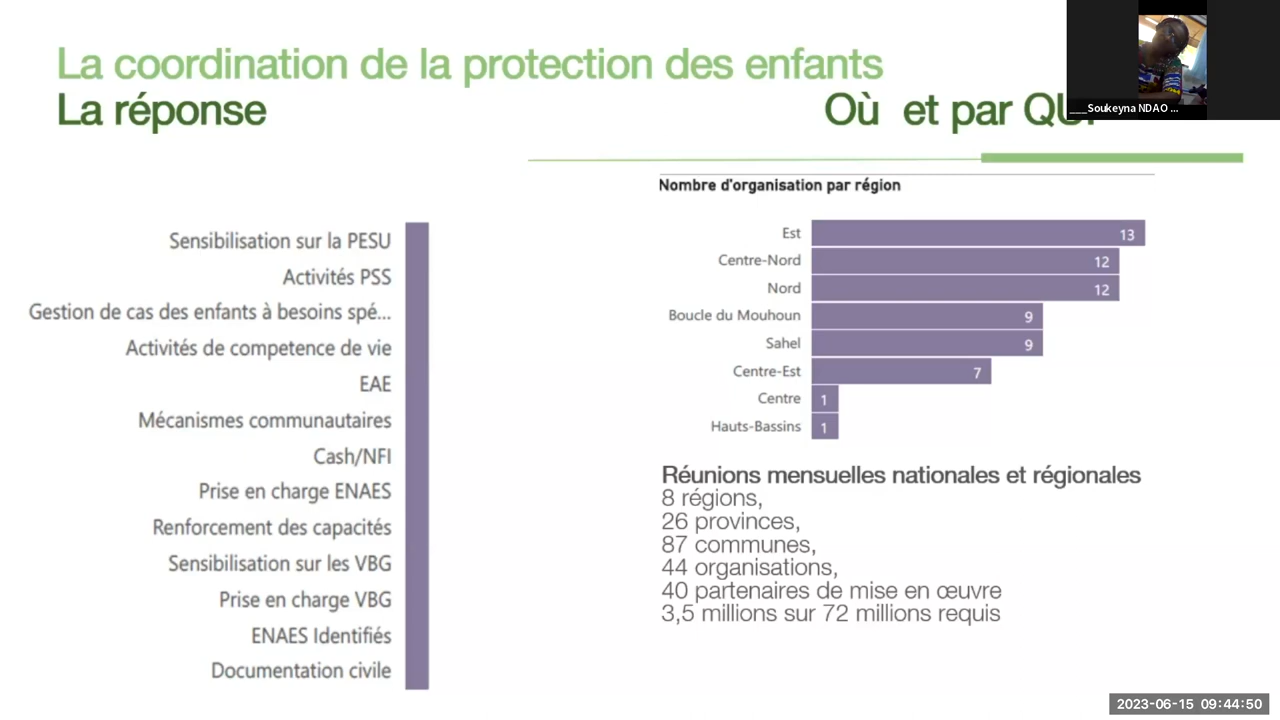 La coordination de la protection des enfants
La réponse
Où et par
___Soukeyna NDAO ...
Sensibilisation sur la PESU
Activités PSS
Gestion de cas des enfants à besoins spé...
Activités de competence de vie
EAE
Mécanismes communautaires
Cash/NFI
Prise en charge ENAES
Renforcement des capacités
Sensibilisation sur les VBG
Prise en charge VBG
ENAES Identifiés
Documentation civile
Nombre d'organisation par région
Est 13
Centre-Nord 12
Nord 12
Boucle du Mouhoun 9
Sahel 9
Centre-Est 7
Centre 1
Hauts-Bassins 1
Réunions mensuelles nationales et régionales
8 régions,
26 provinces,
87 communes,
44 organisations,
40 partenaires de mise en œuvre
3,5 millions sur 72 millions requis
2023-06-15 09:44:50